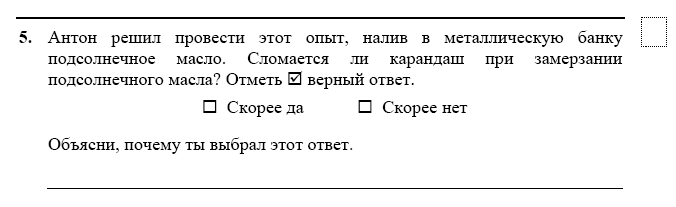 5. Антон решил провести этот опыт, налив в металлическую банку
подсолнечное масло. Сломается ли карандаш при замерзании
подсолнечного масла? Отметь ☑ верный ответ.
☐ Скорее да ☐ Скорее нет
Объясни, почему ты выбрал этот ответ.